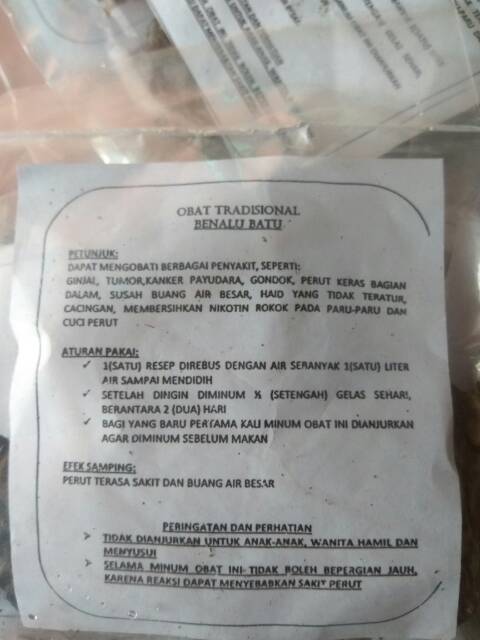 OBAT TRADISIONAL
BENALU BATU
PETUNJUK:
DAPAT MENGOBATI BERBAGAI PENYAKIT, SEPERTI:
GINJAL, TUMOR,KANKER PAYUDARA, GONDOK, PERUT KERAS BAGIAN
DALAM, SUSAH BUANG AIR BESAR, HAID YANG TIDAK TERATUR,
CACINGAN, MEMBERSIHKAN NIKOTIN ROKOK PADA PARU-PARU DAN
CUCI PERUT
ATURAN PAKAI:
✓ 1(SATU) RESEP DIREBUS DENGAN AIR SEBANYAK 1(SATU) LITER
AIR SAMPAI MENDIDIH
✓ SETELAH DINGIN DIMINUM ½ (SETENGAH) GELAS SEHARI,
BERANTARA 2 (DUA) HARI
✓ BAGI YANG BARU PERTAMA KALI MINUM OBAT INI DIANJURKAN
AGAR DIMINUM SEBELUM MAKAN
EFEK SAMPING:
PERUT TERASA SAKIT DAN BUANG AIR BESAR
PERINGATAN DAN PERHATIAN
➢ TIDAK DIANJURKAN UNTUK ANAK-ANAK, WANITA HAMIL DAN
MENYUSUI
➢ SELAMA MINUM OBAT INI TIDAK BOLEH BEPERGIAN JAUH,
KARENA REAKSI DAPAT MENYEBABKAN SAKIT PERUT